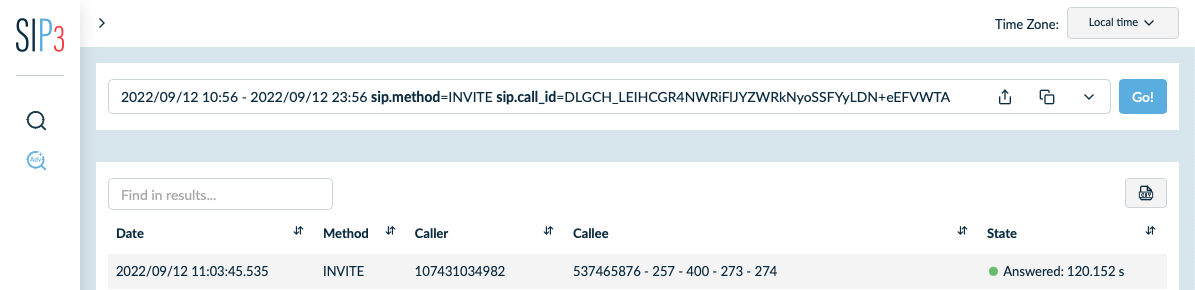 SIP3
Time Zone: Local time
2022/09/12 10:56 - 2022/09/12 23:56 sip.method=INVITE sip.call_id=DLGCH_LEIHCGR4NWRiFlJYZWRkNyoSSFYyLDN+eEFVWTA
Go!
Adv
Find in results...
CSV
Date Method Caller Callee State
2022/09/12 11:03:45.535 INVITE 107431034982 537465876 - 257 - 400 - 273 - 274 Answered: 120.152 s